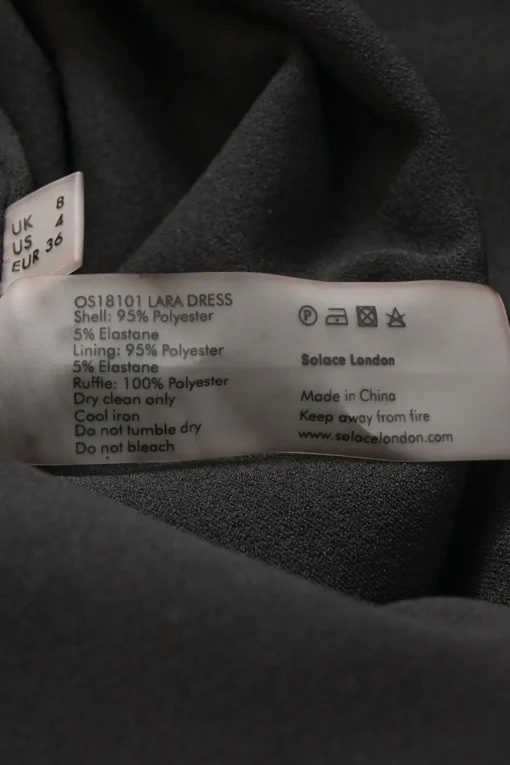 UK 8
US 4
EUR 36
OS18101 LARA DRESS
Shell: 95% Polyester
5% Elastane
Lining: 95% Polyester
5% Elastane
Ruffle: 100% Polyester
Dry clean only
Cool iron
Do not tumble dry
Do not bleach
P
Solace London
Made in China
Keep away from fire
www.solacelondon.com